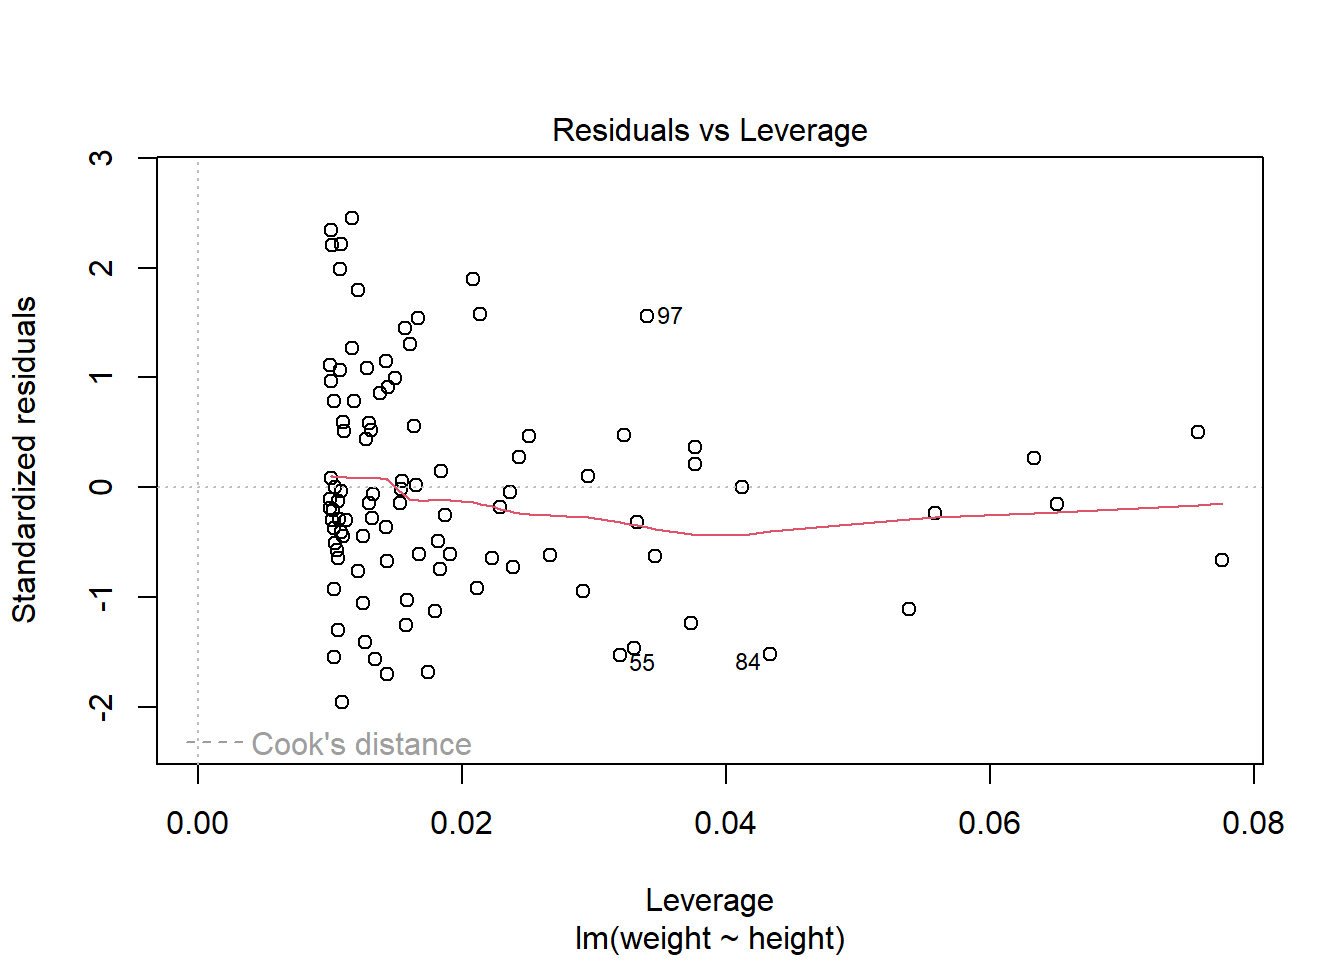 Residuals vs Leverage
Standardized residuals
3
2
1
0
-1
-2
97
55
84
Cook's distance
0.00 0.02 0.04 0.06 0.08
Leverage
lm(weight ~ height)